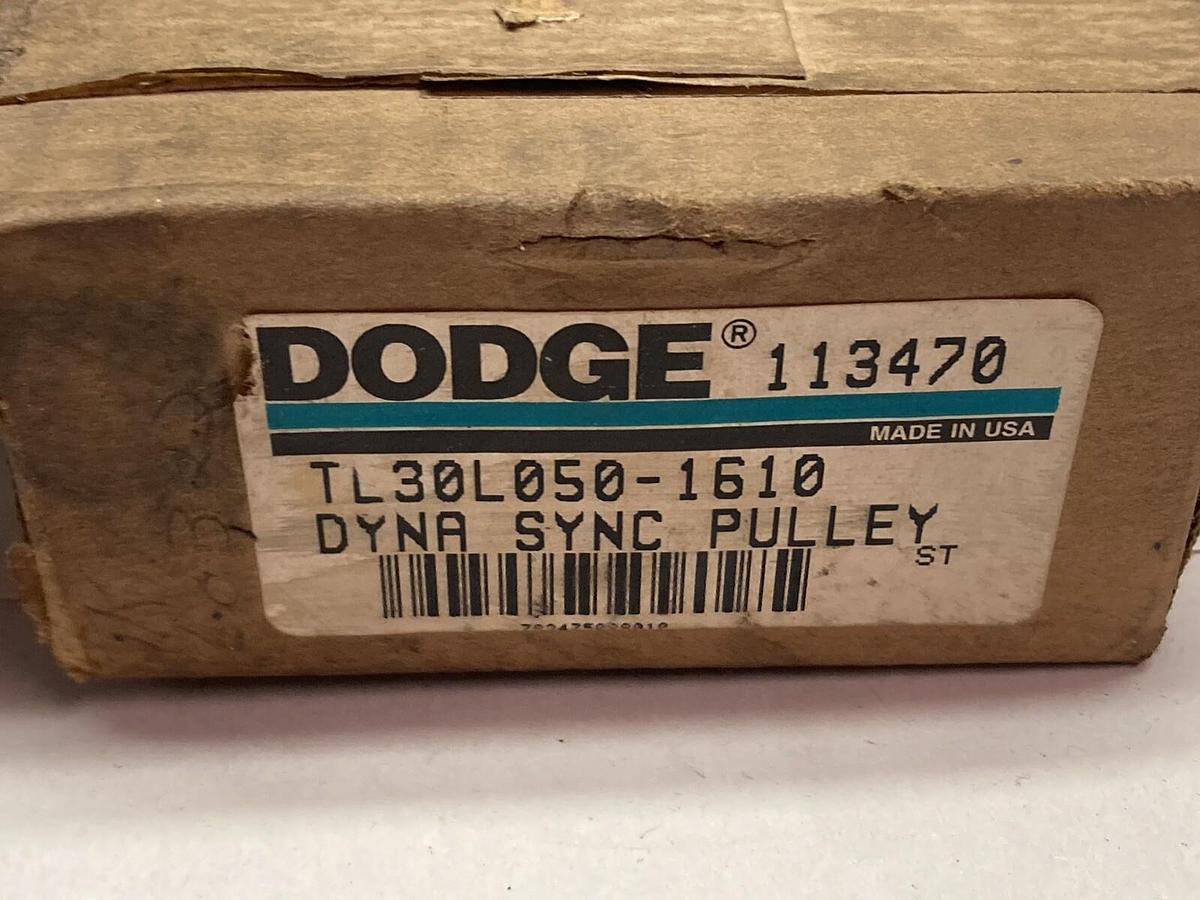 DODGE® 113470
MADE IN USA
TL30L050-1610
DYNA SYNC PULLEY
ST